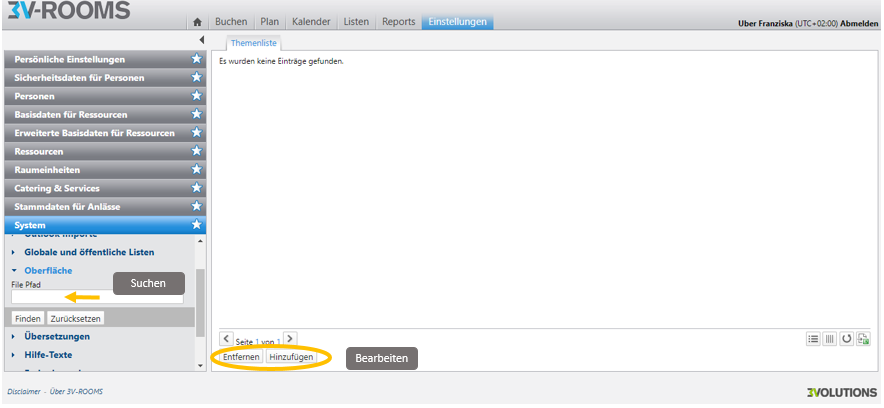 3V-ROOMS
Buchen Plan Kalender Listen Reports Einstellungen
Uber Franziska (UTC+02:00) Abmelden
Themenliste
Es wurden keine Einträge gefunden.
Persönliche Einstellungen
Sicherheitsdaten für Personen
Personen
Basisdaten für Ressourcen
Erweiterte Basisdaten für Ressourcen
Ressourcen
Raumeinheiten
Catering & Services
Stammdaten für Anlässe
System
Outlook Importe
Globale und öffentliche Listen
Oberfläche
File Pfad
Suchen
Finden Zurücksetzen
Übersetzungen
Hilfe-Texte
Seite 1 von 1
Entfernen Hinzufügen
Bearbeiten
Disclaimer - Über 3V-ROOMS
3VOLUTIONS